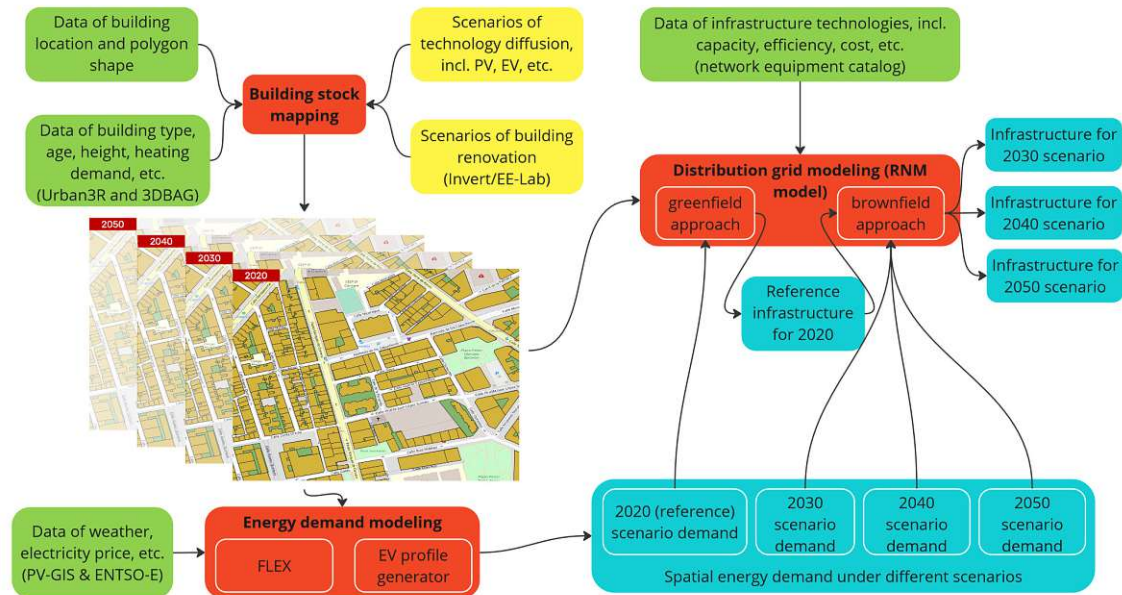 Data of building
location and polygon
shape
Scenarios of
technology diffusion,
incl. PV, EV, etc.
Data of infrastructure technologies, incl.
capacity, efficiency, cost, etc.
(network equipment catalog)
Building stock
mapping
Data of building type,
age, height, heating
demand, etc.
(Urban3R and 3DBAG)
Scenarios of building
renovation
(Invert/EE-Lab)
Distribution grid modeling (RNM
model)
greenfield
approach
brownfield
approach
Infrastructure for
2030 scenario
Infrastructure for
2040 scenario
Infrastructure for
2050 scenario
Reference
infrastructure
for 2020
2050
2040
2030
2020
Data of weather,
electricity price, etc.
(PV-GIS & ENTSO-E)
Energy demand modeling
FLEX
EV profile
generator
2020 (reference)
scenario demand
2030
scenario
demand
2040
scenario
demand
2050
scenario
demand
Spatial energy demand under different scenarios